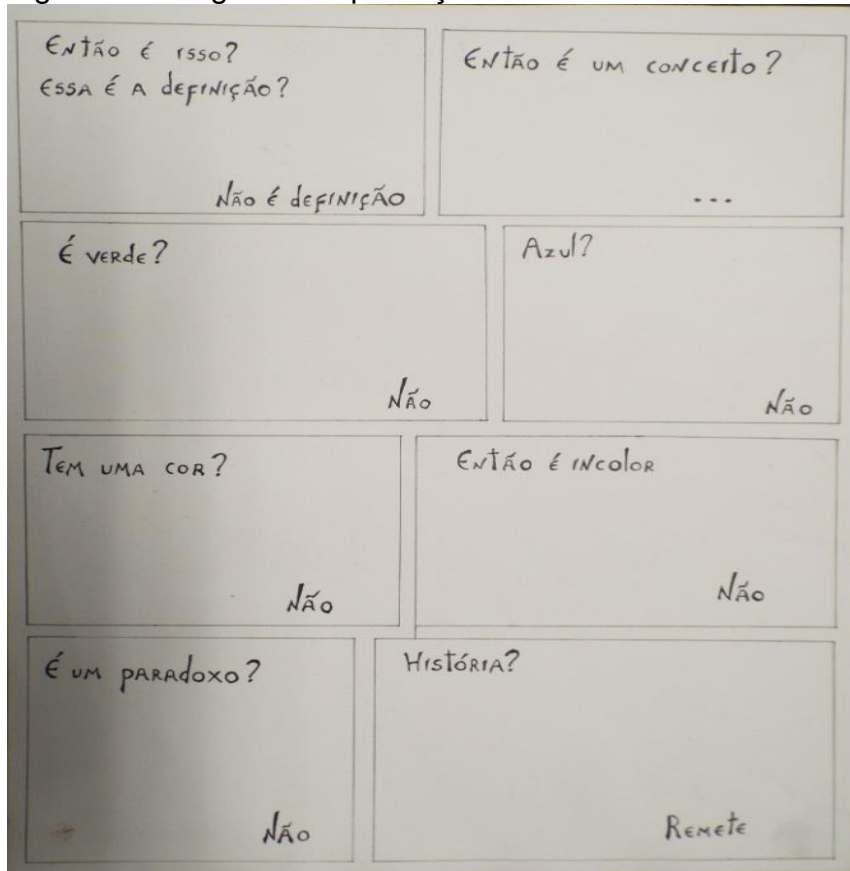 Então é isso?
Essa é a definição?
Não é definição
Então é um conceito?
...
É verde?
Não
Azul?
Não
Tem uma cor?
Não
Então é incolor
Não
É um paradoxo?
Não
História?
Remete